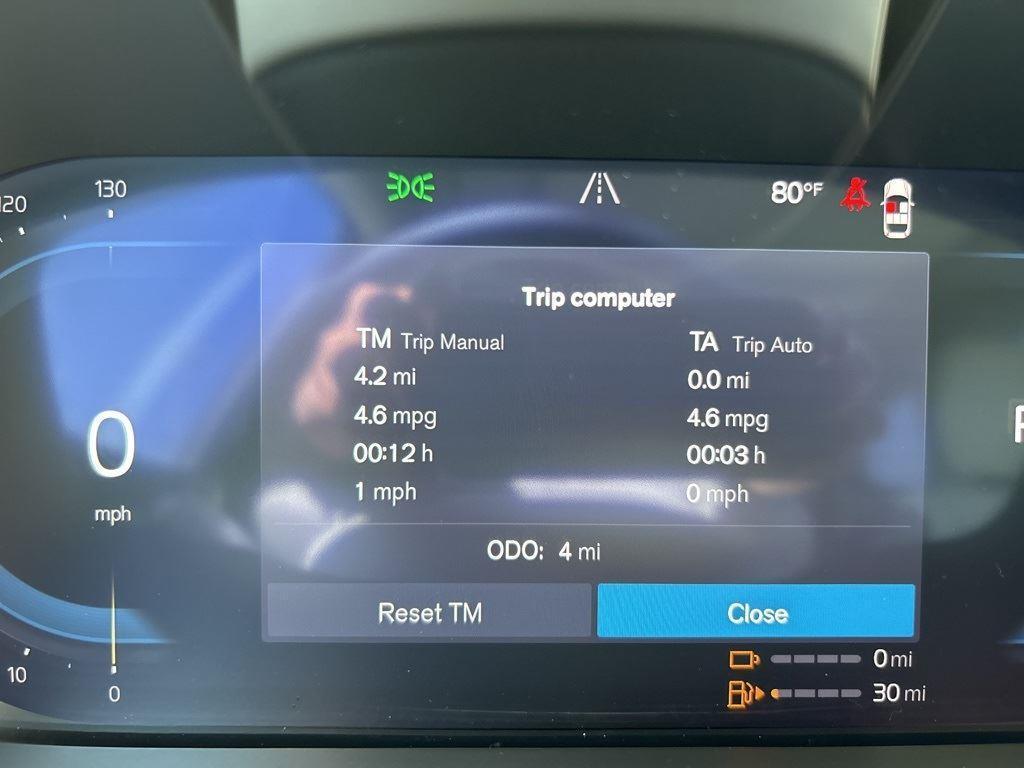 120
130
80°F
Trip computer
TM Trip Manual
TA Trip Auto
4.2 mi
0.0 mi
4.6 mpg
4.6 mpg
00:12 h
00:03 h
1 mph
0 mph
0
mph
ODO: 4 mi
Reset TM
Close
0 mi
30 mi
10
0